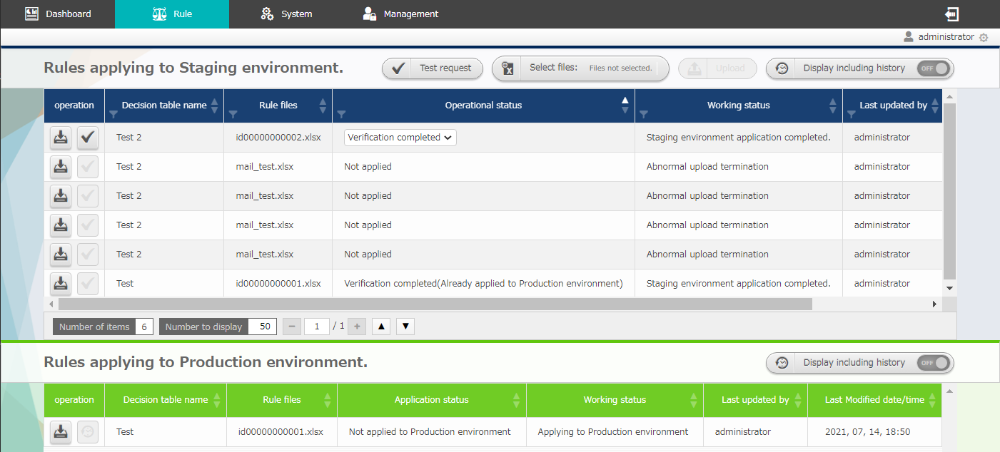 Dashboard Rule System Management
administrator
Rules applying to Staging environment. Test request Select files: Files not selected. Upload Display including history OFF
operation Decision table name Rule files Operational status Working status Last updated by
Test 2 id00000000002.xlsx Verification completed Staging environment application completed. administrator
Test 2 mail_test.xlsx Not applied Abnormal upload termination administrator
Test 2 mail_test.xlsx Not applied Abnormal upload termination administrator
Test 2 mail_test.xlsx Not applied Abnormal upload termination administrator
Test 2 mail_test.xlsx Not applied Abnormal upload termination administrator
Test id00000000001.xlsx Verification completed(Already applied to Production environment) Staging environment application completed. administrator
Number of items 6 Number to display 50 − 1 / 1 + ▲ ▼
Rules applying to Production environment. Display including history OFF
operation Decision table name Rule files Application status Working status Last updated by Last Modified date/time
Test id00000000001.xlsx Not applied to Production environment Applying to Production environment administrator 2021, 07, 14, 18:50